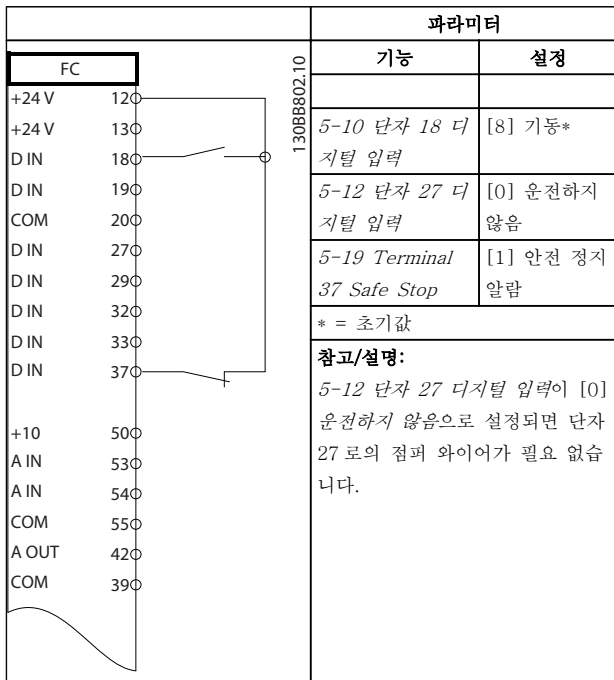 FC
+24 V 12
+24 V 13
D IN 18
D IN 19
COM 20
D IN 27
D IN 29
D IN 32
D IN 33
D IN 37
+10 50
A IN 53
A IN 54
COM 55
A OUT 42
COM 39
130BB802.10
파라미터
기능 설정
5-10 단자 18 디 [8] 기동*
지털 입력
5-12 단자 27 디 [0] 운전하지
지털 입력 않음
5-19 Terminal [1] 안전 정지
37 Safe Stop 알람
* = 초기값
참고/설명:
5-12 단자 27 디지털 입력이 [0]
운전하지 않음으로 설정되면 단자
27 로의 점퍼 와이어가 필요 없습
니다.